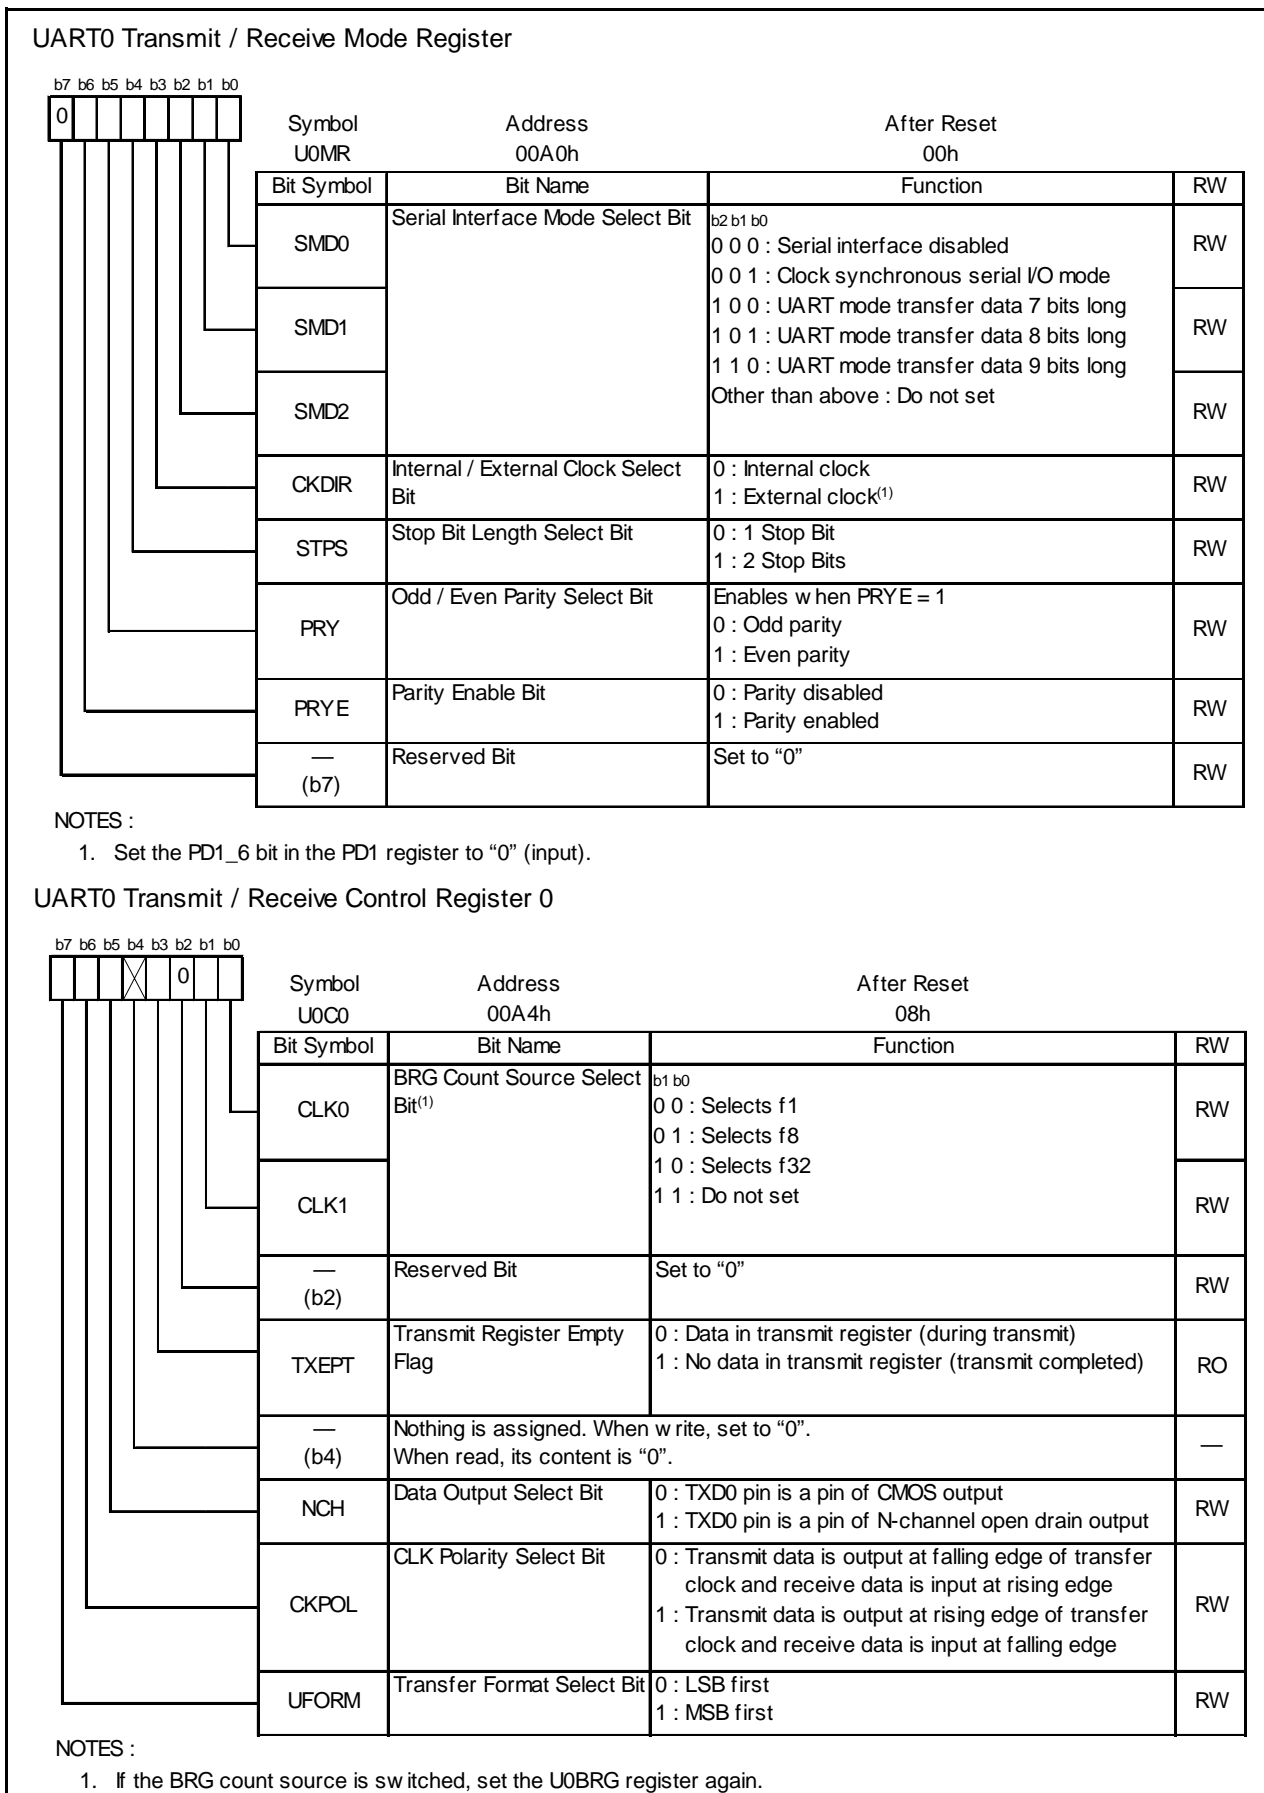 UART0 Transmit / Receive Mode Register
b7 b6 b5 b4 b3 b2 b1 b0
0
Symbol Address After Reset
U0MR 00A0h 00h
Bit Symbol Bit Name Function RW
SMD0 Serial Interface Mode Select Bit b2 b1 b0 RW
0 0 0 : Serial interface disabled
0 0 1 : Clock synchronous serial I/O mode
SMD1 1 0 0 : UART mode transfer data 7 bits long RW
1 0 1 : UART mode transfer data 8 bits long
1 1 0 : UART mode transfer data 9 bits long
SMD2 Other than above : Do not set RW
CKDIR Internal / External Clock Select 0 : Internal clock RW
Bit 1 : External clock(1)
STPS Stop Bit Length Select Bit 0 : 1 Stop Bit RW
1 : 2 Stop Bits
PRY Odd / Even Parity Select Bit Enables when PRYE = 1 RW
0 : Odd parity
1 : Even parity
PRYE Parity Enable Bit 0 : Parity disabled RW
1 : Parity enabled
— Reserved Bit Set to “0” RW
(b7)
NOTES :
1. Set the PD1_6 bit in the PD1 register to “0” (input).
UART0 Transmit / Receive Control Register 0
b7 b6 b5 b4 b3 b2 b1 b0
0
Symbol Address After Reset
U0C0 00A4h 08h
Bit Symbol Bit Name Function RW
CLK0 BRG Count Source Select b1 b0 RW
Bit(1) 0 0 : Selects f1
0 1 : Selects f8
CLK1 1 0 : Selects f32 RW
1 1 : Do not set
— Reserved Bit Set to “0” RW
(b2)
TXEPT Transmit Register Empty 0 : Data in transmit register (during transmit) RO
Flag 1 : No data in transmit register (transmit completed)
— Nothing is assigned. When write, set to “0”. —
(b4) When read, its content is “0”.
NCH Data Output Select Bit 0 : TXD0 pin is a pin of CMOS output RW
1 : TXD0 pin is a pin of N-channel open drain output
CKPOL CLK Polarity Select Bit 0 : Transmit data is output at falling edge of transfer RW
clock and receive data is input at rising edge
1 : Transmit data is output at rising edge of transfer
clock and receive data is input at falling edge
UFORM Transfer Format Select Bit 0 : LSB first RW
1 : MSB first
NOTES :
1. If the BRG count source is switched, set the U0BRG register again.